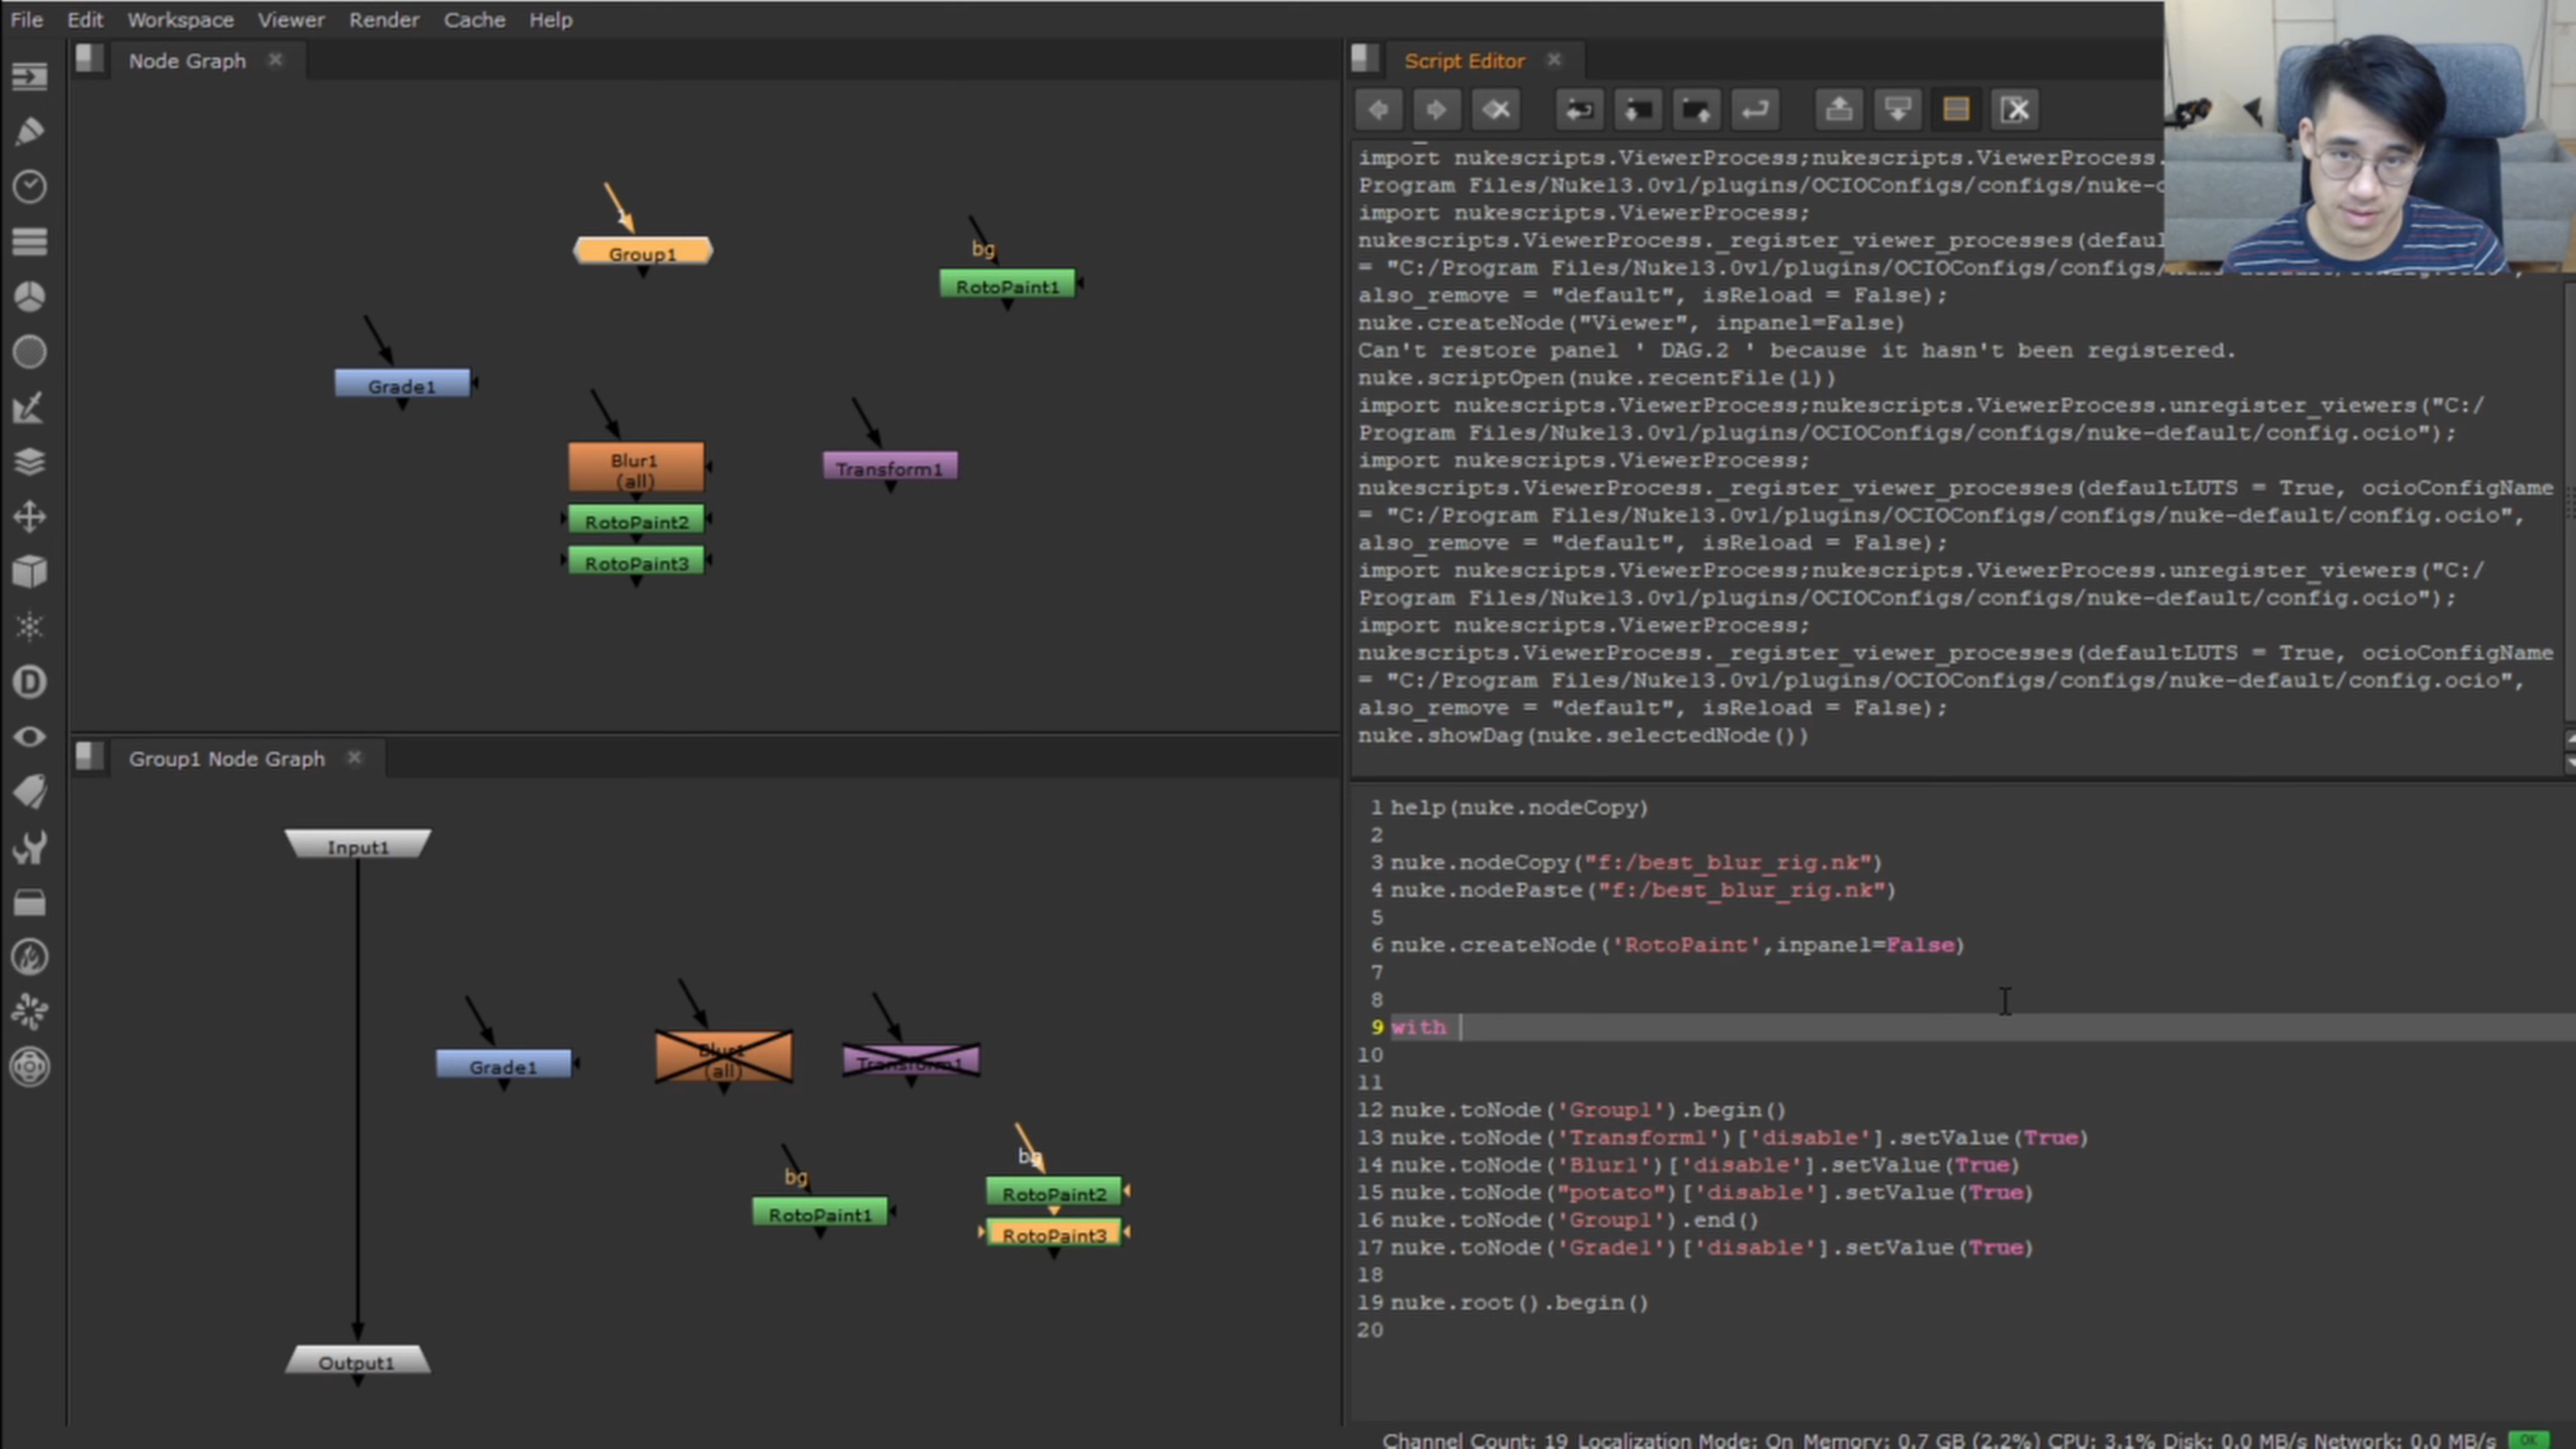 File Edit Workspace Viewer Render Cache Help
Node Graph
Group1
bg
RotoPaint1
Grade1
Blur1
(all)
RotoPaint2
RotoPaint3
Transform1
Group1 Node Graph
Input1
Grade1
Blur1
(all)
Transform1
bg
RotoPaint1
bg
RotoPaint2
RotoPaint3
Output1
Script Editor
import nukescripts.ViewerProcess;nukescripts.ViewerProcess.
Program Files/Nuke13.0v1/plugins/OCIOConfigs/configs/nuke-
import nukescripts.ViewerProcess;
nukescripts.ViewerProcess._register_viewer_processes(defaul
= "C:/Program Files/Nuke13.0v1/plugins/OCIOConfigs/configs/
also_remove = "default", isReload = False);
nuke.createNode("Viewer", inpanel=False)
Can't restore panel ' DAG.2 ' because it hasn't been registered.
nuke.scriptOpen(nuke.recentFile(1))
import nukescripts.ViewerProcess;nukescripts.ViewerProcess.unregister_viewers("C:/
Program Files/Nuke13.0v1/plugins/OCIOConfigs/configs/nuke-default/config.ocio");
import nukescripts.ViewerProcess;
nukescripts.ViewerProcess._register_viewer_processes(defaultLUTS = True, ocioConfigName
= "C:/Program Files/Nuke13.0v1/plugins/OCIOConfigs/configs/nuke-default/config.ocio",
also_remove = "default", isReload = False);
import nukescripts.ViewerProcess;nukescripts.ViewerProcess.unregister_viewers("C:/
Program Files/Nuke13.0v1/plugins/OCIOConfigs/configs/nuke-default/config.ocio");
import nukescripts.ViewerProcess;
nukescripts.ViewerProcess._register_viewer_processes(defaultLUTS = True, ocioConfigName
= "C:/Program Files/Nuke13.0v1/plugins/OCIOConfigs/configs/nuke-default/config.ocio",
also_remove = "default", isReload = False);
nuke.showDag(nuke.selectedNode())
1 help(nuke.nodeCopy)
2
3 nuke.nodeCopy("f:/best_blur_rig.nk")
4 nuke.nodePaste("f:/best_blur_rig.nk")
5
6 nuke.createNode('RotoPaint',inpanel=False)
7
8
9 with
10
11
12 nuke.toNode('Group1').begin()
13 nuke.toNode('Transform1')['disable'].setValue(True)
14 nuke.toNode('Blur1')['disable'].setValue(True)
15 nuke.toNode("potato")['disable'].setValue(True)
16 nuke.toNode('Group1').end()
17 nuke.toNode('Grade1')['disable'].setValue(True)
18
19 nuke.root().begin()
20
Channel Count: 19 Localization Mode: On Memory: 0.7 GB (2.2%) CPU: 3.1% Disk: 0.0 MB/s Network: 0.0 MB/s OK